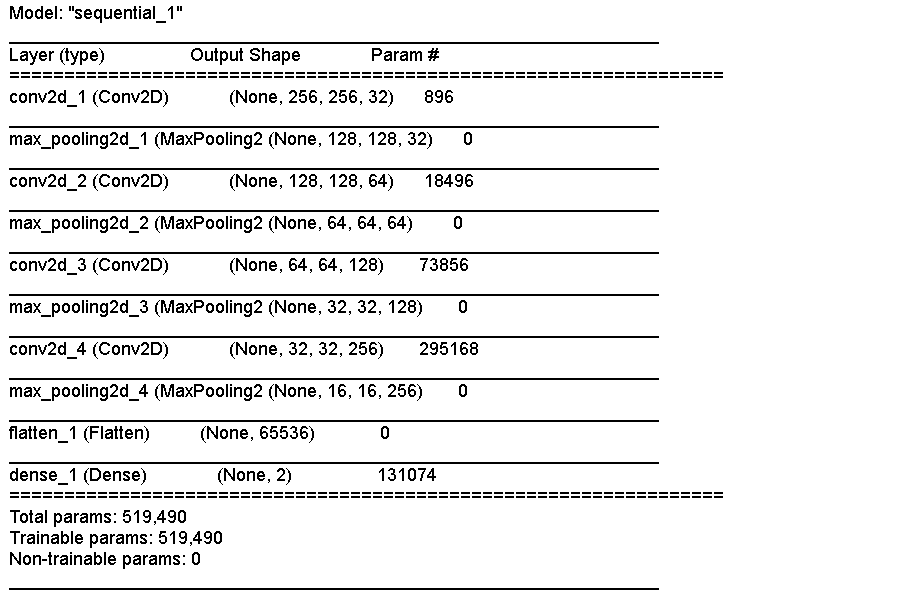 Model: "sequential_1"
_________________________________________________________________
Layer (type)                 Output Shape              Param #
=================================================================
conv2d_1 (Conv2D)            (None, 256, 256, 32)      896
_________________________________________________________________
max_pooling2d_1 (MaxPooling2 (None, 128, 128, 32)      0
_________________________________________________________________
conv2d_2 (Conv2D)            (None, 128, 128, 64)      18496
_________________________________________________________________
max_pooling2d_2 (MaxPooling2 (None, 64, 64, 64)        0
_________________________________________________________________
conv2d_3 (Conv2D)            (None, 64, 64, 128)       73856
_________________________________________________________________
max_pooling2d_3 (MaxPooling2 (None, 32, 32, 128)       0
_________________________________________________________________
conv2d_4 (Conv2D)            (None, 32, 32, 256)       295168
_________________________________________________________________
max_pooling2d_4 (MaxPooling2 (None, 16, 16, 256)       0
_________________________________________________________________
flatten_1 (Flatten)          (None, 65536)             0
_________________________________________________________________
dense_1 (Dense)              (None, 2)                 131074
=================================================================
Total params: 519,490
Trainable params: 519,490
Non-trainable params: 0
_________________________________________________________________